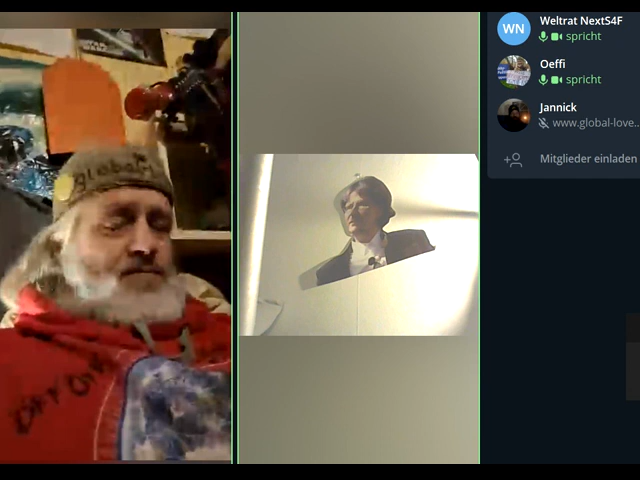 WN
Weltrat NextS4F
spricht
Oeffi
spricht
Jannick
www.global-love...
Mitglieder einladen
global